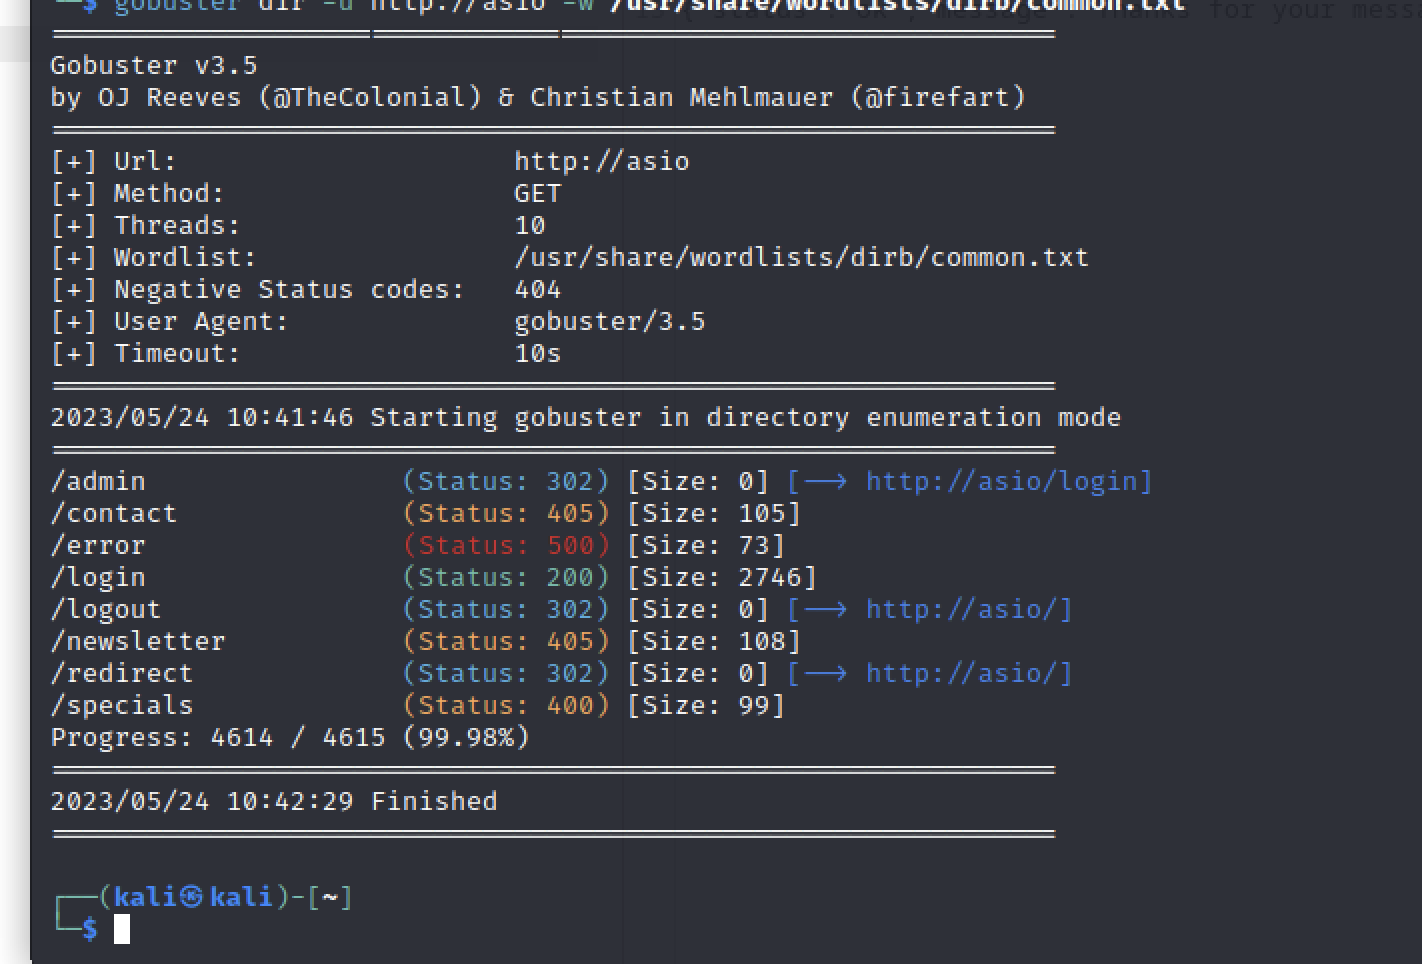 └─$ gobuster dir -u http://asio -w /usr/share/wordlists/dirb/common.txt
Gobuster v3.5
by OJ Reeves (@TheColonial) & Christian Mehlmauer (@firefart)
[+] Url:                     http://asio
[+] Method:                  GET
[+] Threads:                 10
[+] Wordlist:                /usr/share/wordlists/dirb/common.txt
[+] Negative Status codes:   404
[+] User Agent:              gobuster/3.5
[+] Timeout:                 10s
2023/05/24 10:41:46 Starting gobuster in directory enumeration mode
/admin                (Status: 302) [Size: 0] [--> http://asio/login]
/contact              (Status: 405) [Size: 105]
/error                (Status: 500) [Size: 73]
/login                (Status: 200) [Size: 2746]
/logout               (Status: 302) [Size: 0] [--> http://asio/]
/newsletter           (Status: 405) [Size: 108]
/redirect             (Status: 302) [Size: 0] [--> http://asio/]
/specials             (Status: 400) [Size: 99]
Progress: 4614 / 4615 (99.98%)
2023/05/24 10:42:29 Finished
┌──(kali㉿kali)-[~]
└─$